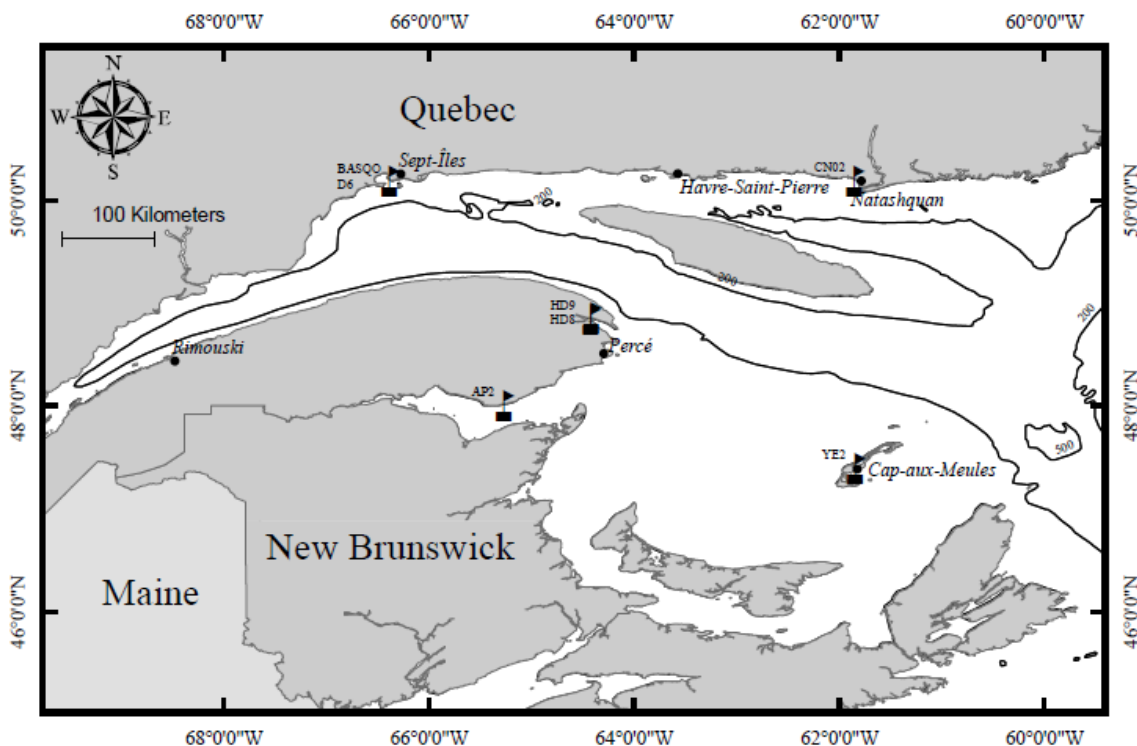 68°0'0"W 66°0'0"W 64°0'0"W 62°0'0"W 60°0'0"W
N
W E
S
Quebec
BASQO
D6
Sept-Îles
CN02
Havre-Saint-Pierre
Natashquan
50°0'0"N
50°0'0"N
200
100 Kilometers
200
200
HD9
HD8
Percé
Rimouski
AP2
48°0'0"N
48°0'0"N
500
YE2
Cap-aux-Meules
New Brunswick
Maine
46°0'0"N
46°0'0"N
68°0'0"W 66°0'0"W 64°0'0"W 62°0'0"W 60°0'0"W